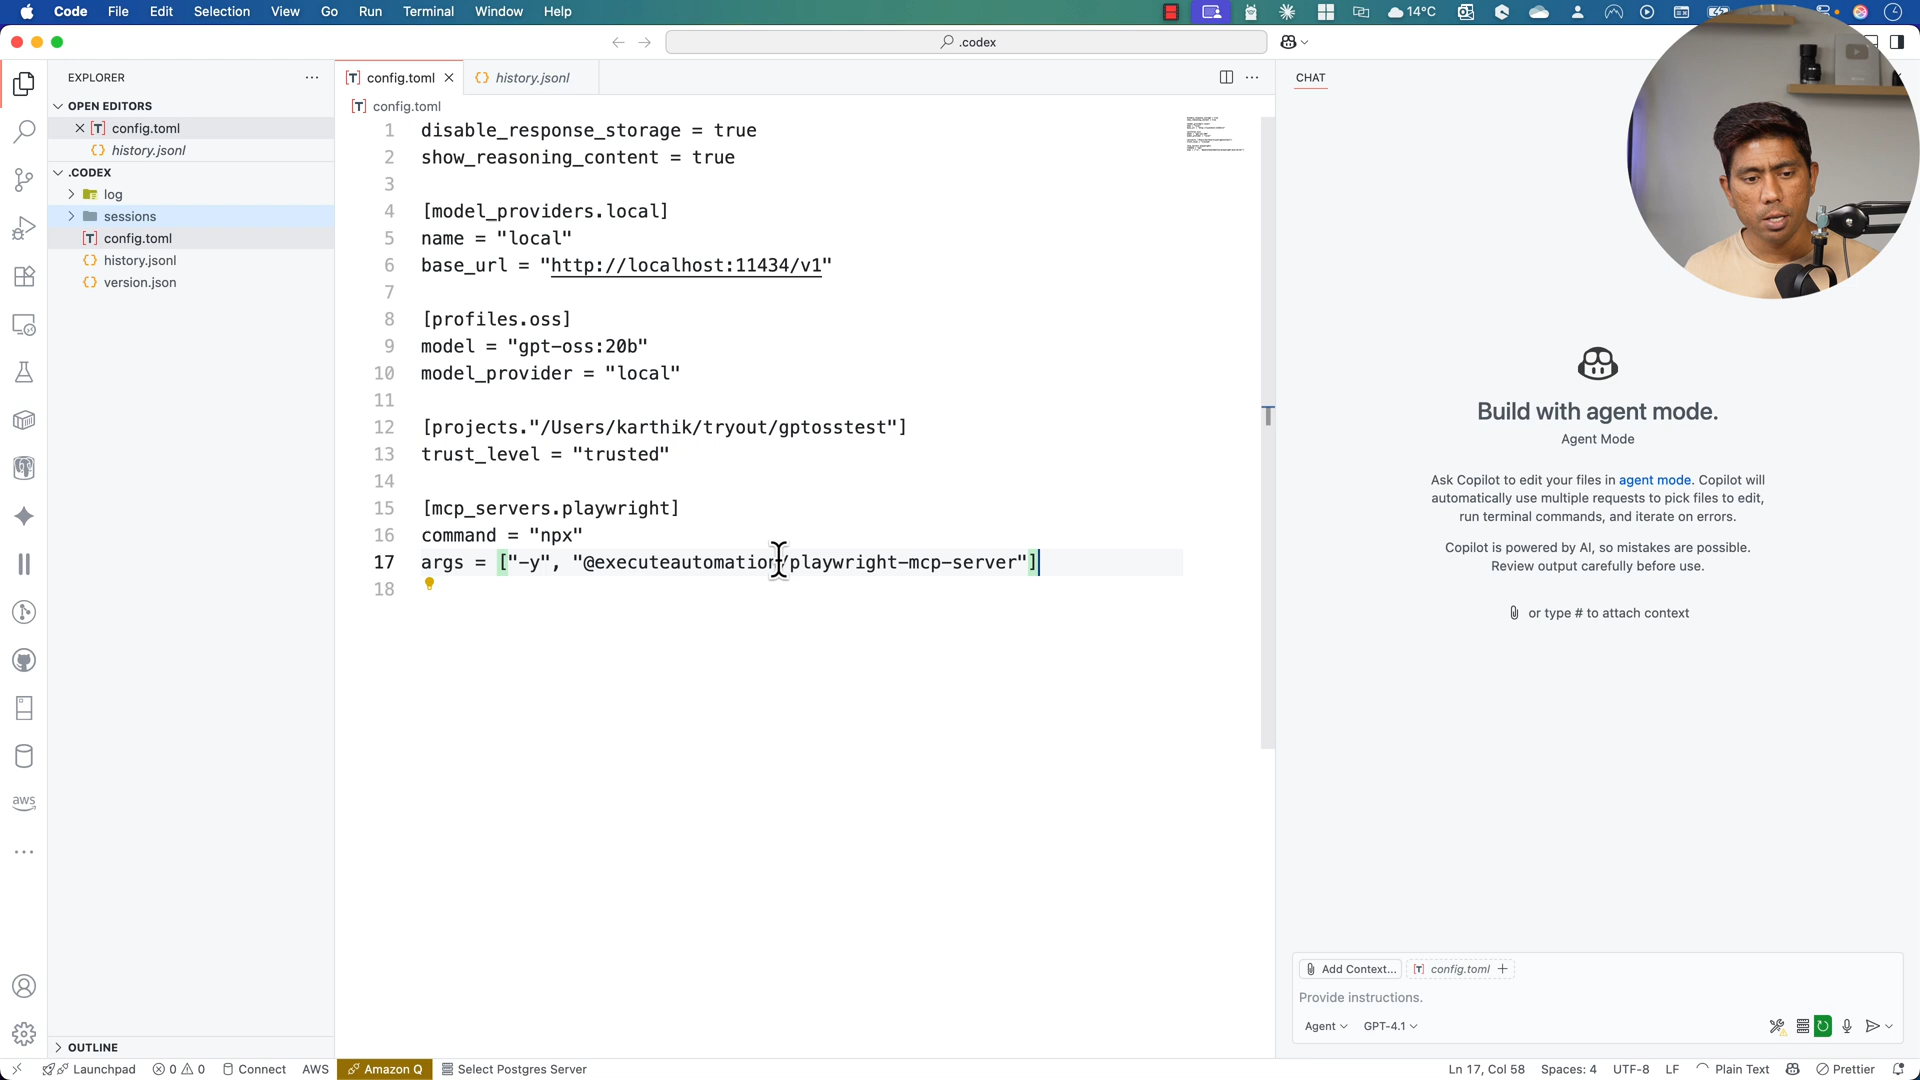 Code File Edit Selection View Go Run Terminal Window Help 14°C
.codex
EXPLORER
OPEN EDITORS
config.toml
history.jsonl
.CODEX
log
sessions
config.toml
history.jsonl
version.json
OUTLINE
config.toml history.jsonl
config.toml
1 disable_response_storage = true
2 show_reasoning_content = true
3
4 [model_providers.local]
5 name = "local"
6 base_url = "http://localhost:11434/v1"
7
8 [profiles.oss]
9 model = "gpt-oss:20b"
10 model_provider = "local"
11
12 [projects."/Users/karthik/tryout/gptosstest"]
13 trust_level = "trusted"
14
15 [mcp_servers.playwright]
16 command = "npx"
17 args = ["-y", "@executeautomation/playwright-mcp-server"]
18
CHAT
Build with agent mode.
Agent Mode
Ask Copilot to edit your files in agent mode. Copilot will
automatically use multiple requests to pick files to edit,
run terminal commands, and iterate on errors.
Copilot is powered by AI, so mistakes are possible.
Review output carefully before use.
or type # to attach context
Add Context... config.toml
Provide instructions.
Agent GPT-4.1
aws
Launchpad 0 0 Connect AWS Amazon Q Select Postgres Server Ln 17, Col 58 Spaces: 4 UTF-8 LF Plain Text Prettier